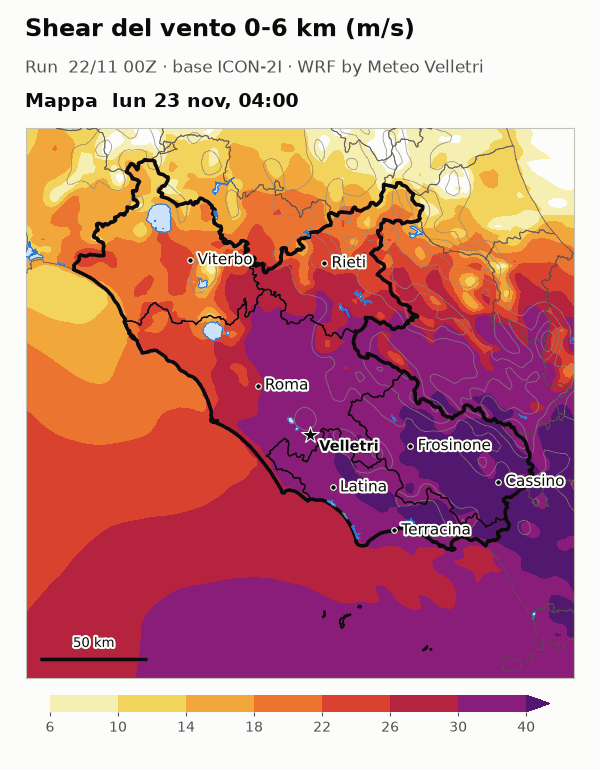 Shear del vento 0-6 km (m/s)
Run  22/11 00Z · base ICON-2I · WRF by Meteo Velletri
Mappa  lun 23 nov, 04:00
Viterbo
Rieti
Roma
Velletri
Frosinone
Cassino
Latina
Terracina
50 km
6 10 14 18 22 26 30 40